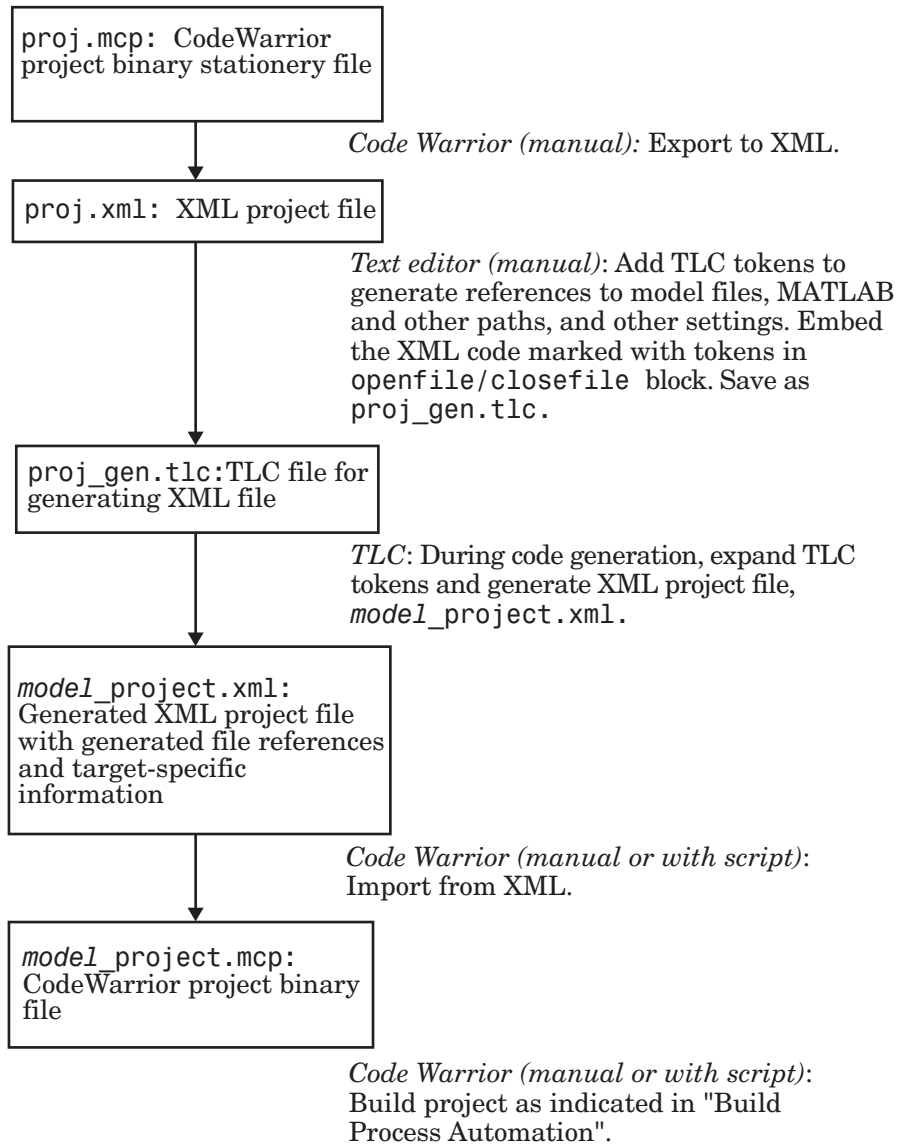 proj.mcp: CodeWarrior
project binary stationery file
Code Warrior (manual): Export to XML.
proj.xml: XML project file
Text editor (manual): Add TLC tokens to
generate references to model files, MATLAB
and other paths, and other settings. Embed
the XML code marked with tokens in
openfile/closefile block. Save as
proj_gen.tlc.
proj_gen.tlc:TLC file for
generating XML file
TLC: During code generation, expand TLC
tokens and generate XML project file,
model_project.xml.
model_project.xml:
Generated XML project file
with generated file references
and target-specific
information
Code Warrior (manual or with script):
Import from XML.
model_project.mcp:
CodeWarrior project binary
file
Code Warrior (manual or with script):
Build project as indicated in "Build
Process Automation".